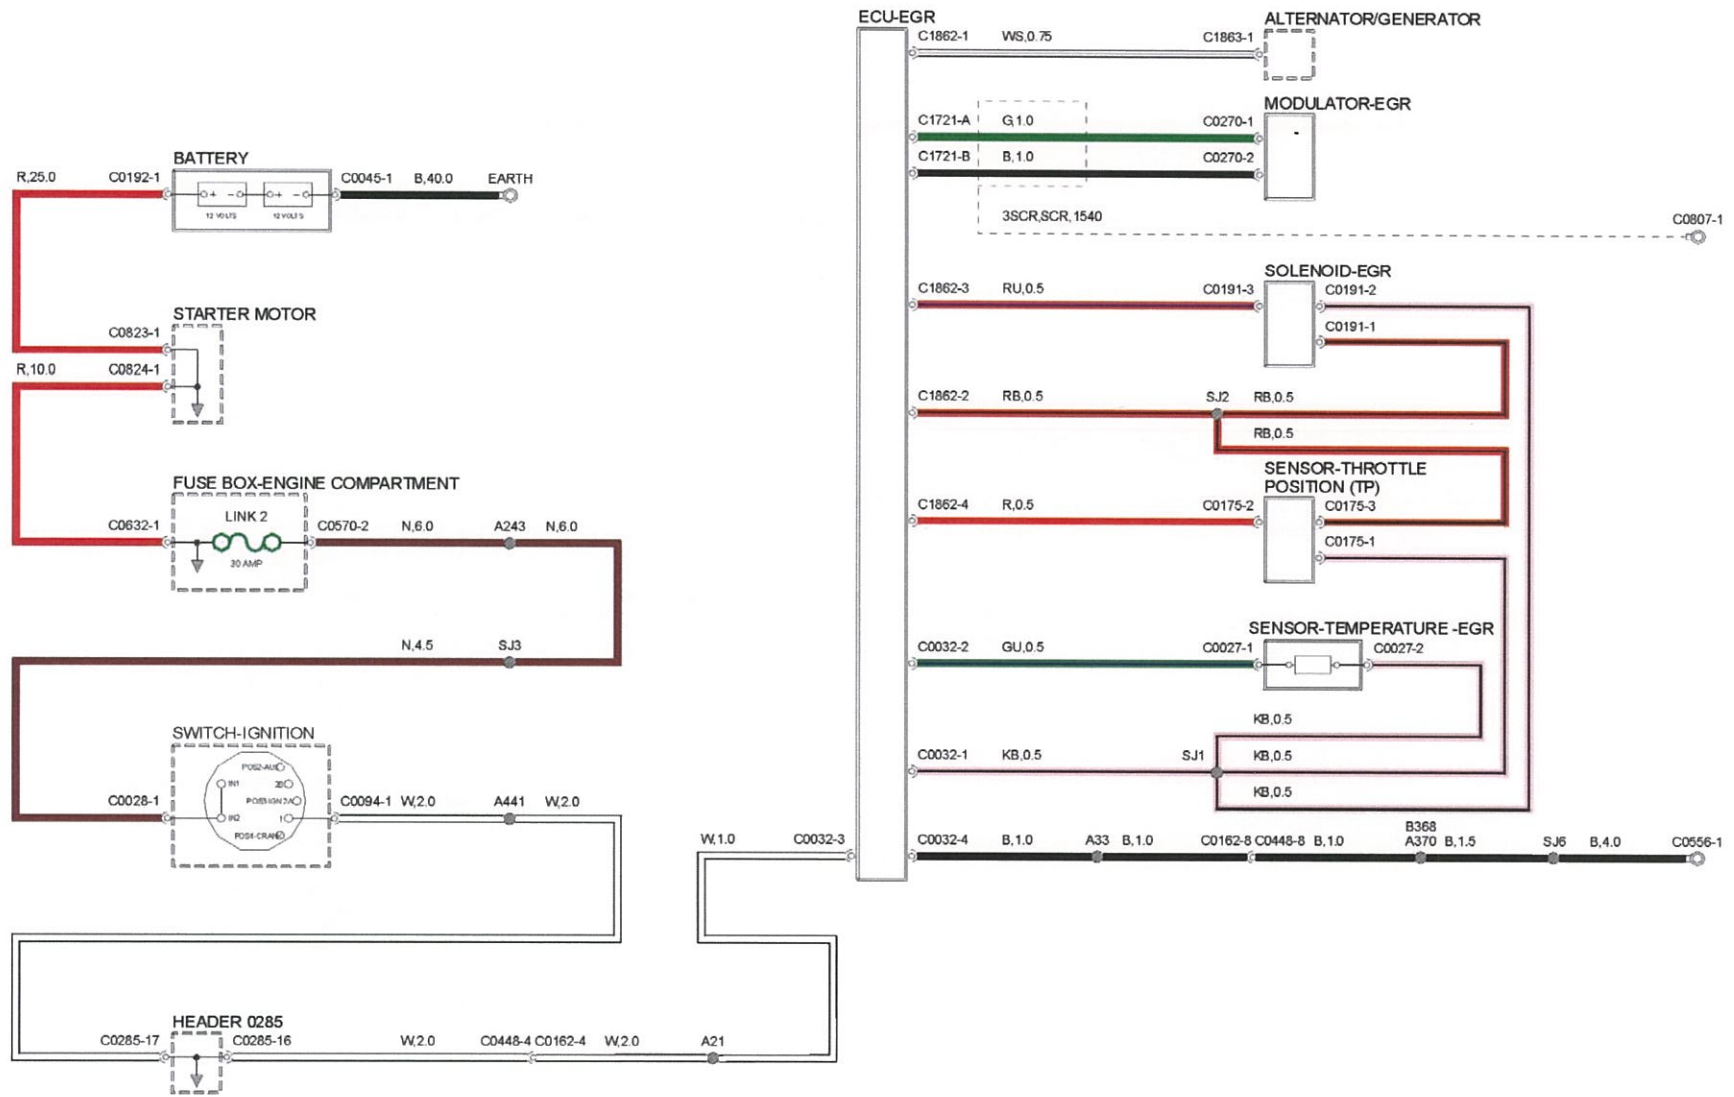 ECU-EGR
ALTERNATOR/GENERATOR
C1862-1 WS,0.75 C1863-1
MODULATOR-EGR
C1721-A G,1.0 C0270-1
C1721-B B,1.0 C0270-2
3SCR,SCR,1540
C0807-1
BATTERY
R,25.0 C0192-1
+ − + −
12 VOLTS 12 VOLTS
C0045-1 B,40.0 EARTH
STARTER MOTOR
C0823-1
R,10.0 C0824-1
FUSE BOX-ENGINE COMPARTMENT
LINK 2
C0632-1
30 AMP
C0570-2 N,6.0 A243 N,6.0
N,4.5 SJ3
SWITCH-IGNITION
POS2-AUX
IN1
POS3IGN 2/A
C0028-1
IN2 1
POS4-CRANK
C0094-1 W,2.0 A441 W,2.0
HEADER 0285
C0285-17 C0285-16 W,2.0 C0448-4 C0162-4 W,2.0 A21
W,1.0 C0032-3
SOLENOID-EGR
C1862-3 RU,0.5 C0191-3 C0191-2
C0191-1
C1862-2 RB,0.5 SJ2 RB,0.5
RB,0.5
SENSOR-THROTTLE
POSITION (TP)
C1862-4 R,0.5 C0175-2 C0175-3
C0175-1
SENSOR-TEMPERATURE -EGR
C0032-2 GU,0.5 C0027-1 C0027-2
KB,0.5
C0032-1 KB,0.5 SJ1 KB,0.5
KB,0.5
B368
C0032-4 B,1.0 A33 B,1.0 C0162-8 C0448-8 B,1.0 A370 B,1.5 SJ6 B,4.0 C0556-1